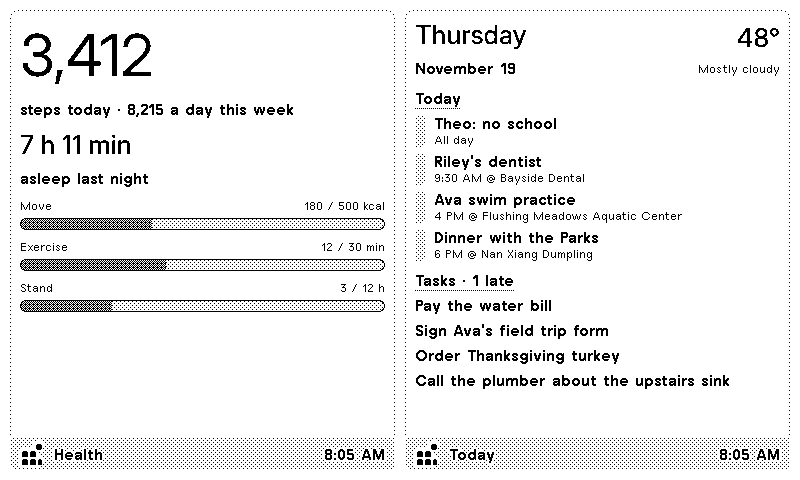 3,412
steps today · 8,215 a day this week
7 h 11 min
asleep last night
Move 180 / 500 kcal
Exercise 12 / 30 min
Stand 3 / 12 h
Health 8:05 AM
Thursday 48°
November 19 Mostly cloudy
Today
Theo: no school
All day
Riley's dentist
9:30 AM @ Bayside Dental
Ava swim practice
4 PM @ Flushing Meadows Aquatic Center
Dinner with the Parks
6 PM @ Nan Xiang Dumpling
Tasks · 1 late
Pay the water bill
Sign Ava's field trip form
Order Thanksgiving turkey
Call the plumber about the upstairs sink
Today 8:05 AM